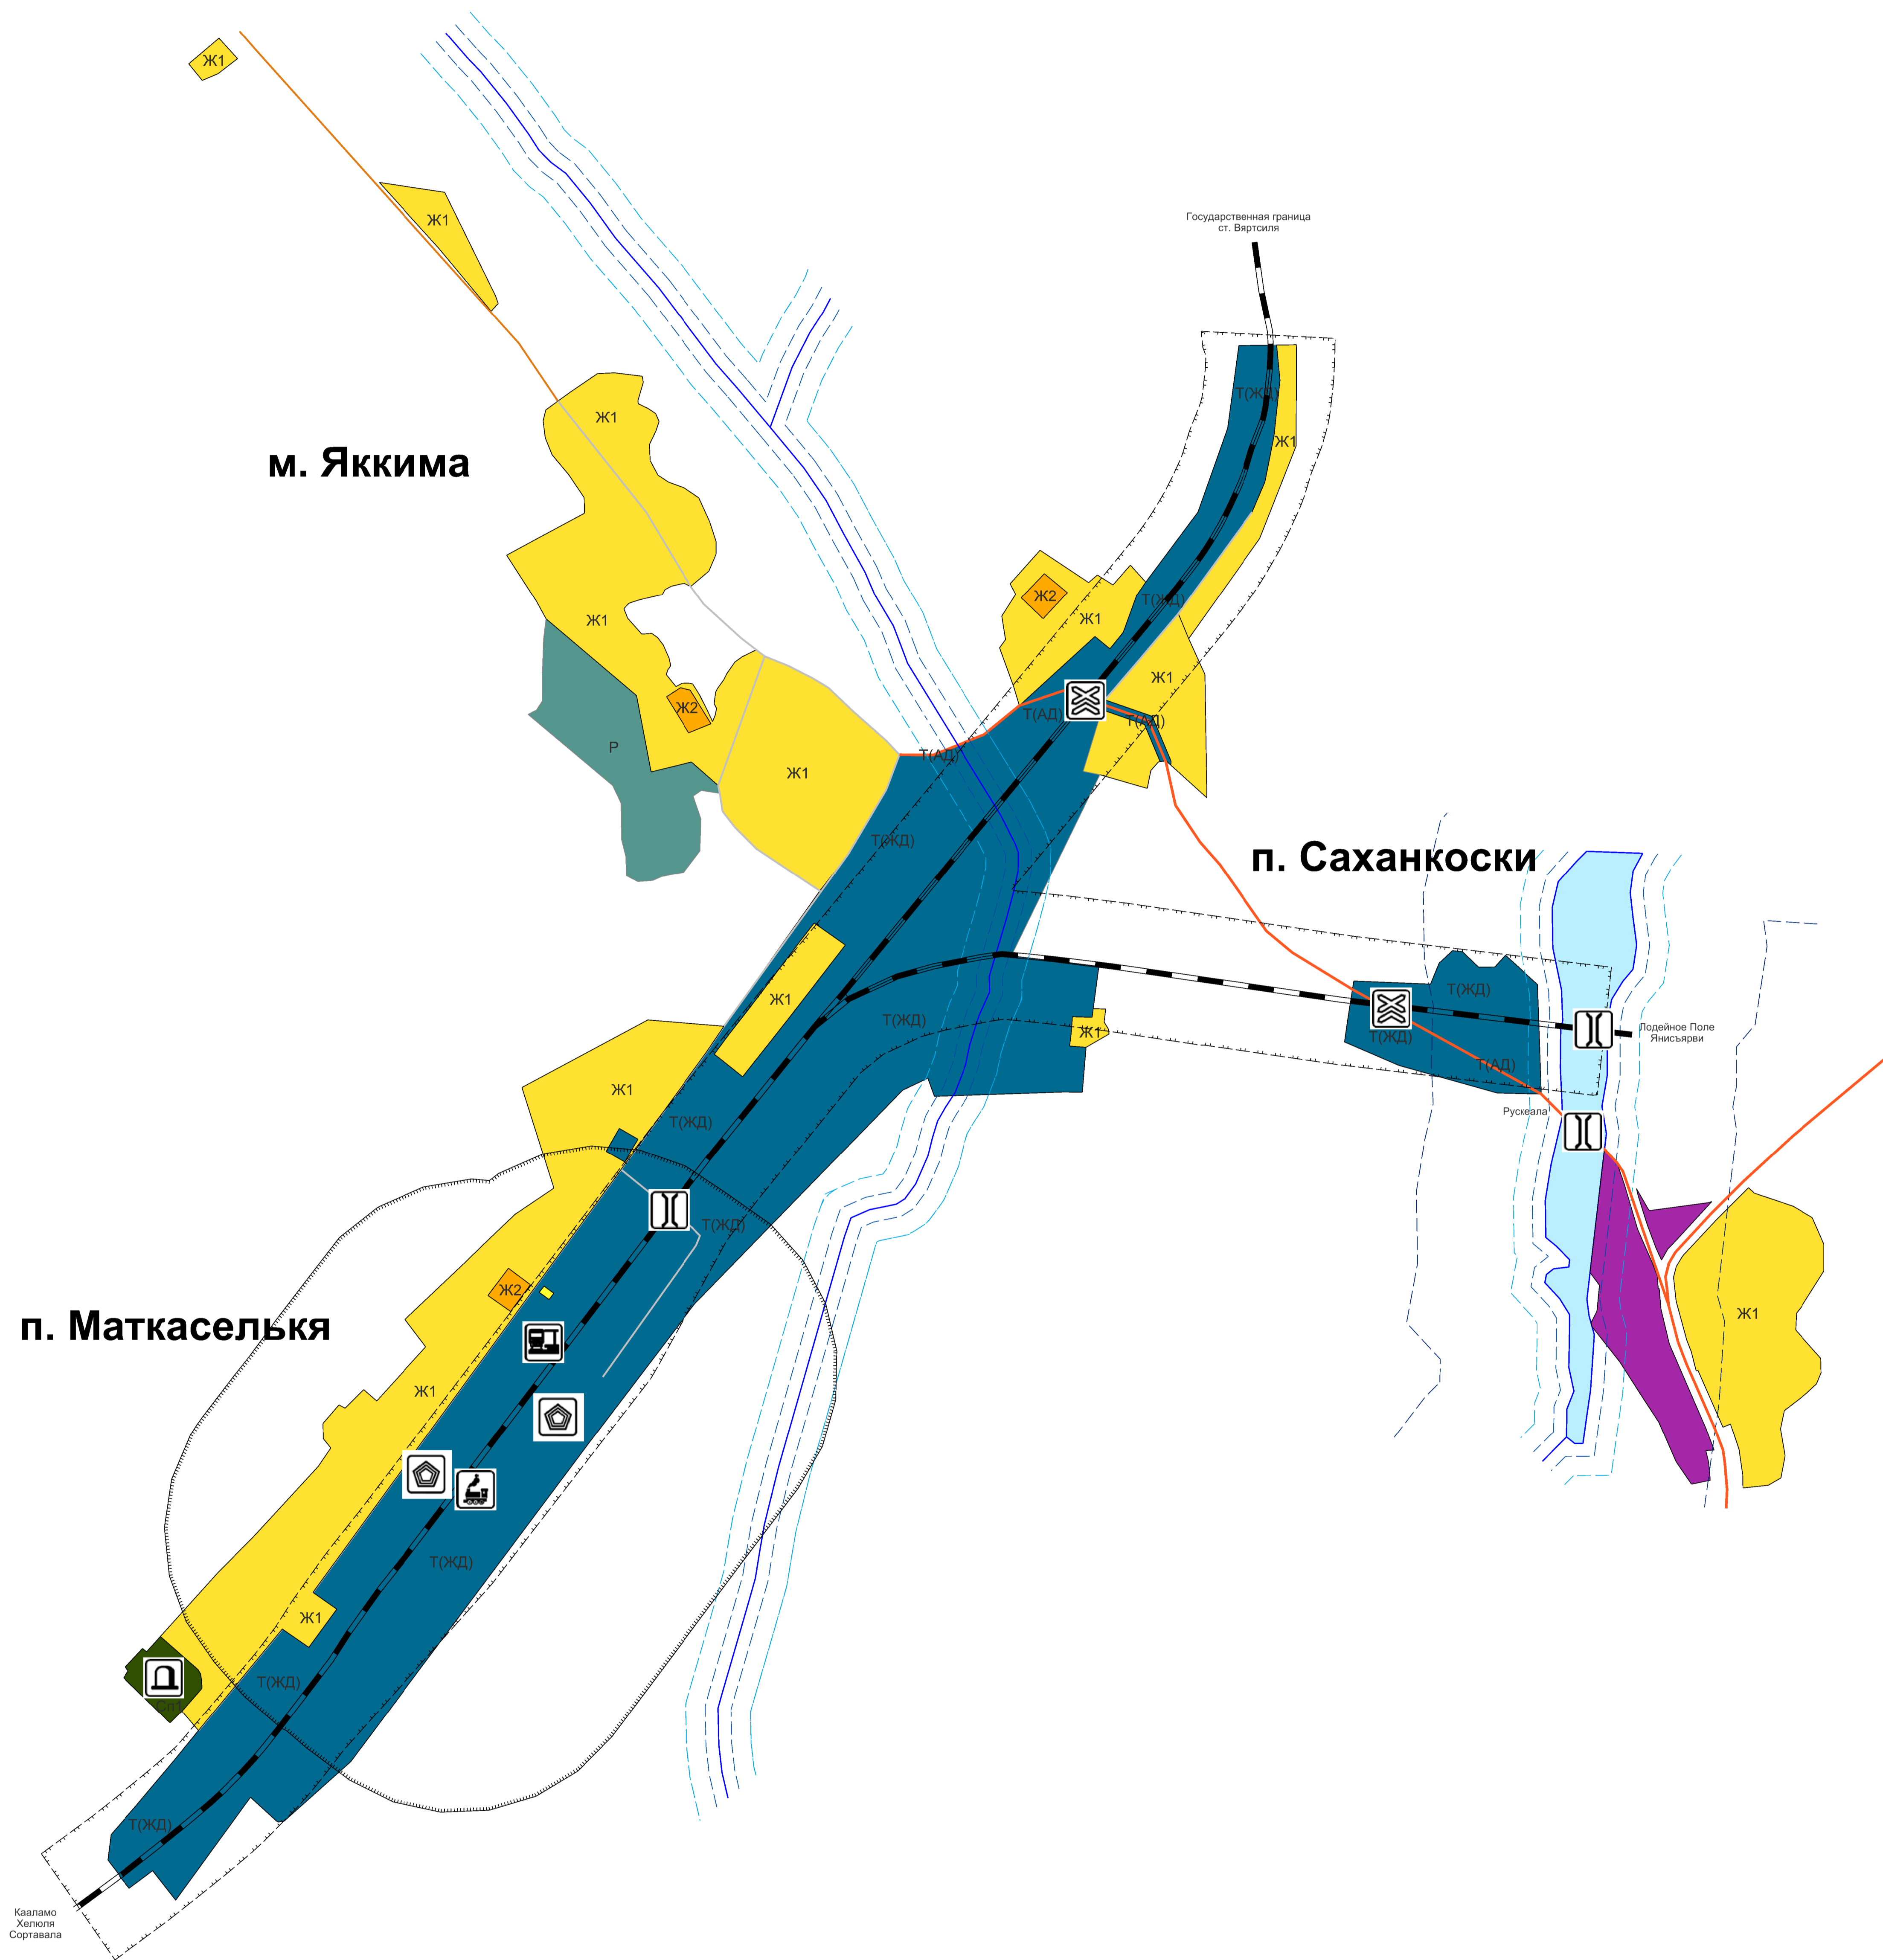 Ж1
Ж1
Государственная граница
ст. Вяртсиля
Т(ЖД)
Ж1
Ж1
м. Яккима
Ж2
Т(ЖД)
Ж1
Ж1
Ж1
Ж2
Т(АД)
Т(АД)
Р
Т(АД)
Ж1
Т(ЖД)
п. Саханкоски
Т(ЖД)
Ж1
Т(ЖД)
Ж1
Лодейное Поле
Янисъярви
Т(ЖД)
Т(АД)
Ж1
Рускеала
Т(ЖД)
Т(ЖД)
Ж2
Ж1
п. Маткаселькя
Ж1
Т(ЖД)
Ж1
Т(ЖД)
Сп1
Т(ЖД)
Кааламо
Хелюля
Сортавала